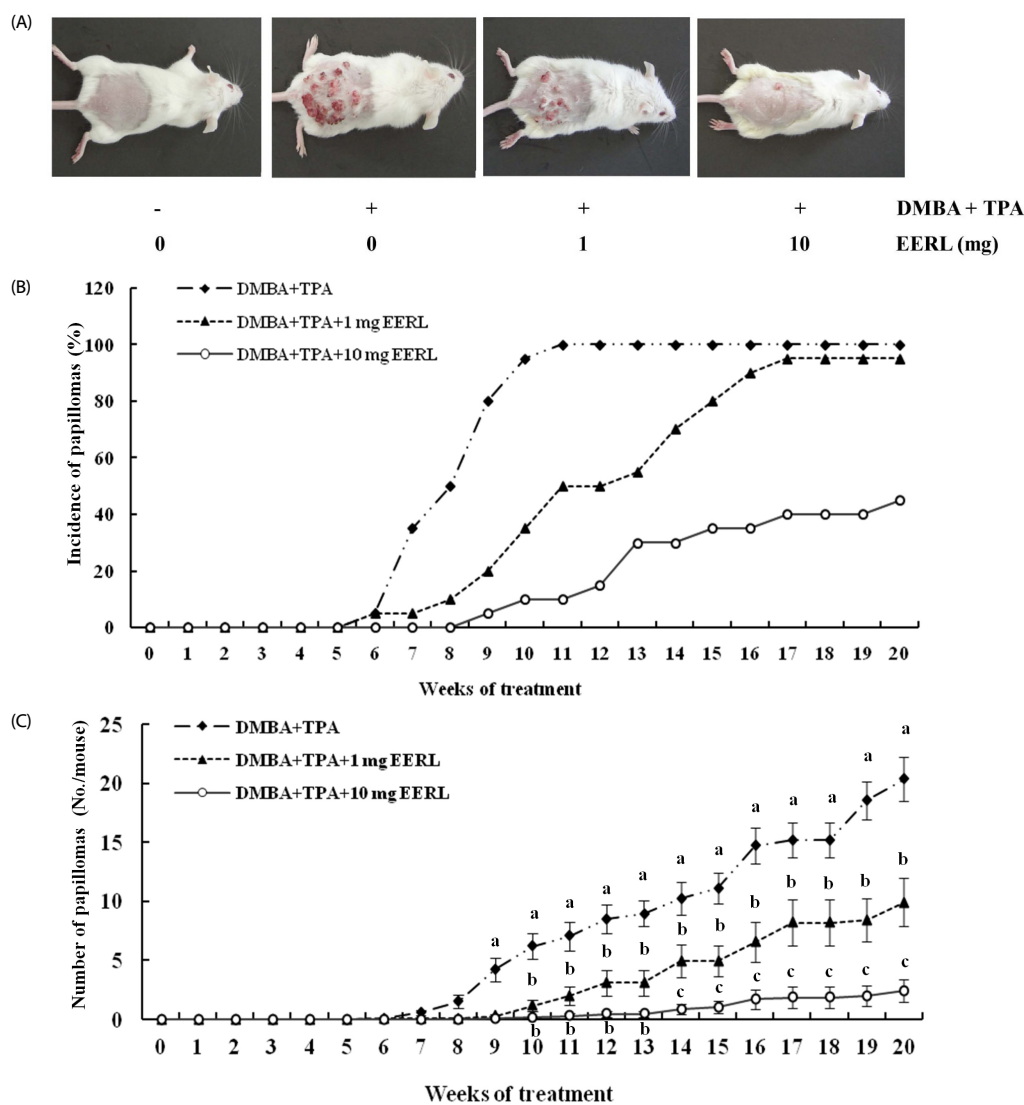 (A)
- + + + DMBA + TPA
0 0 1 10 EERL (mg)
(B)
Incidence of papillomas (%)
120
100
80
60
40
20
0
DMBA+TPA
DMBA+TPA+1 mg EERL
DMBA+TPA+10 mg EERL
0 1 2 3 4 5 6 7 8 9 10 11 12 13 14 15 16 17 18 19 20
Weeks of treatment
(C)
Number of papillomas (No./mouse)
25
20
15
10
5
0
DMBA+TPA
DMBA+TPA+1 mg EERL
DMBA+TPA+10 mg EERL
a a a a a a a a a a a a
b b b b b b b b b b b
b b b b c c c c c c c
0 1 2 3 4 5 6 7 8 9 10 11 12 13 14 15 16 17 18 19 20
Weeks of treatment